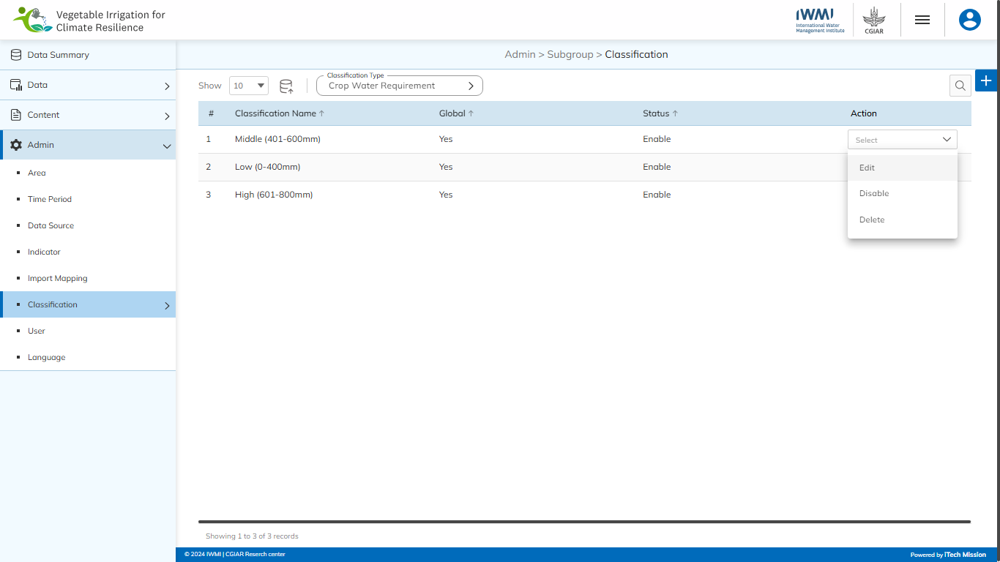 Vegetable Irrigation for
Climate Resilience
IWMI
International Water
Management Institute
CGIAR
Data Summary
Data
Content
Admin
Area
Time Period
Data Source
Indicator
Import Mapping
Classification
User
Language
Admin > Subgroup > Classification
Show 10
Classification Type
Crop Water Requirement
# Classification Name Global Status Action
1 Middle (401-600mm) Yes Enable Select
2 Low (0-400mm) Yes Enable
3 High (601-800mm) Yes Enable
Edit
Disable
Delete
Showing 1 to 3 of 3 records
© 2024 IWMI | CGIAR Reserch center
Powered by iTech Mission